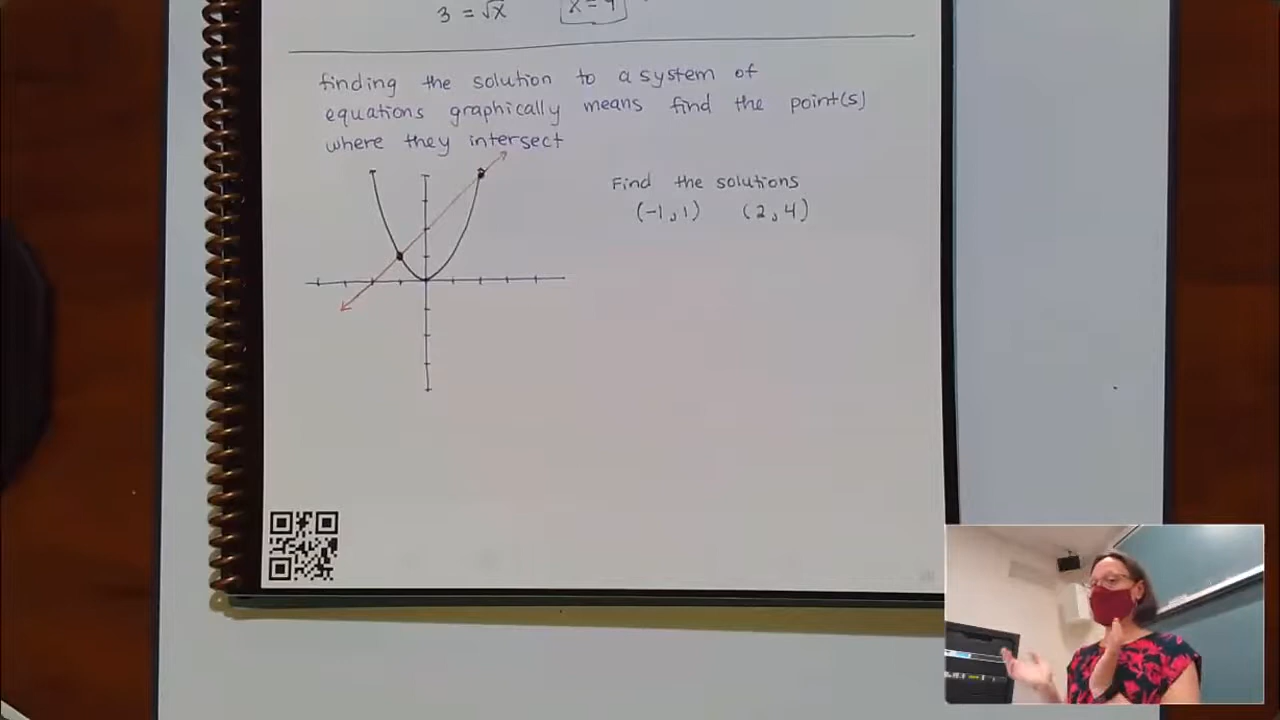 3 = √x x = 9
finding the solution to a system of
equations graphically means find the point(s)
where they intersect
Find the solutions
(-1, 1) (2, 4)